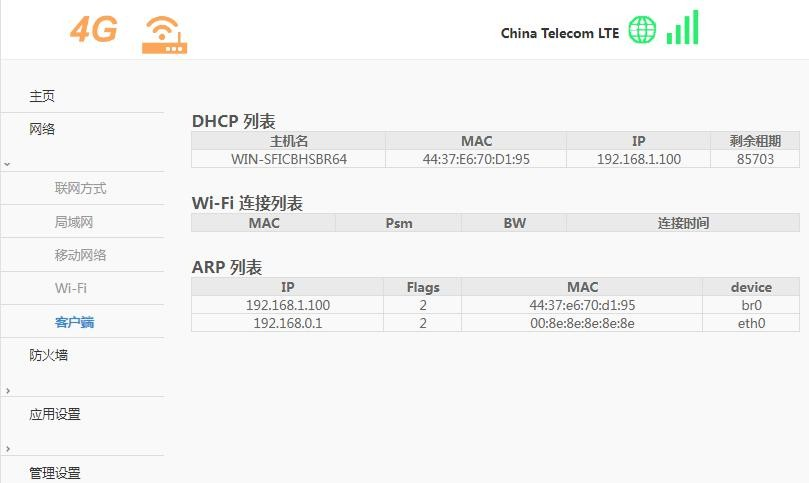 4G
China Telecom LTE
主页
网络
联网方式
局域网
移动网络
Wi-Fi
客户端
防火墙
应用设置
管理设置
DHCP 列表
主机名 MAC IP 剩余租期
WIN-SFICBHSBR64 44:37:E6:70:D1:95 192.168.1.100 85703
Wi-Fi 连接列表
MAC Psm BW 连接时间
ARP 列表
IP Flags MAC device
192.168.1.100 2 44:37:e6:70:d1:95 br0
192.168.0.1 2 00:8e:8e:8e:8e:8e eth0